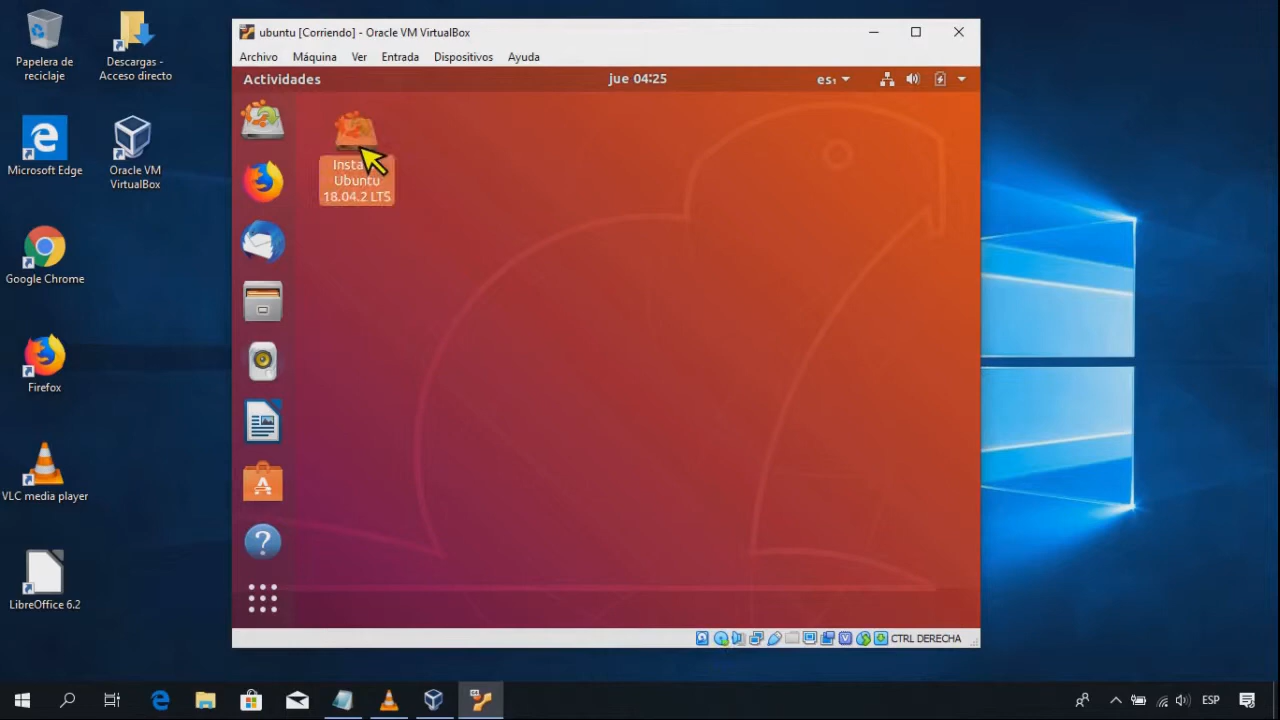 Papelera de
reciclaje
Descargas -
Acceso directo
Microsoft Edge
Oracle VM
VirtualBox
Google Chrome
Firefox
VLC media player
LibreOffice 6.2
ubuntu [Corriendo] - Oracle VM VirtualBox
Archivo Máquina Ver Entrada Dispositivos Ayuda
Actividades jue 04:25 es₁
Ubuntu
18.04.2 LTS
CTRL DERECHA
ESP